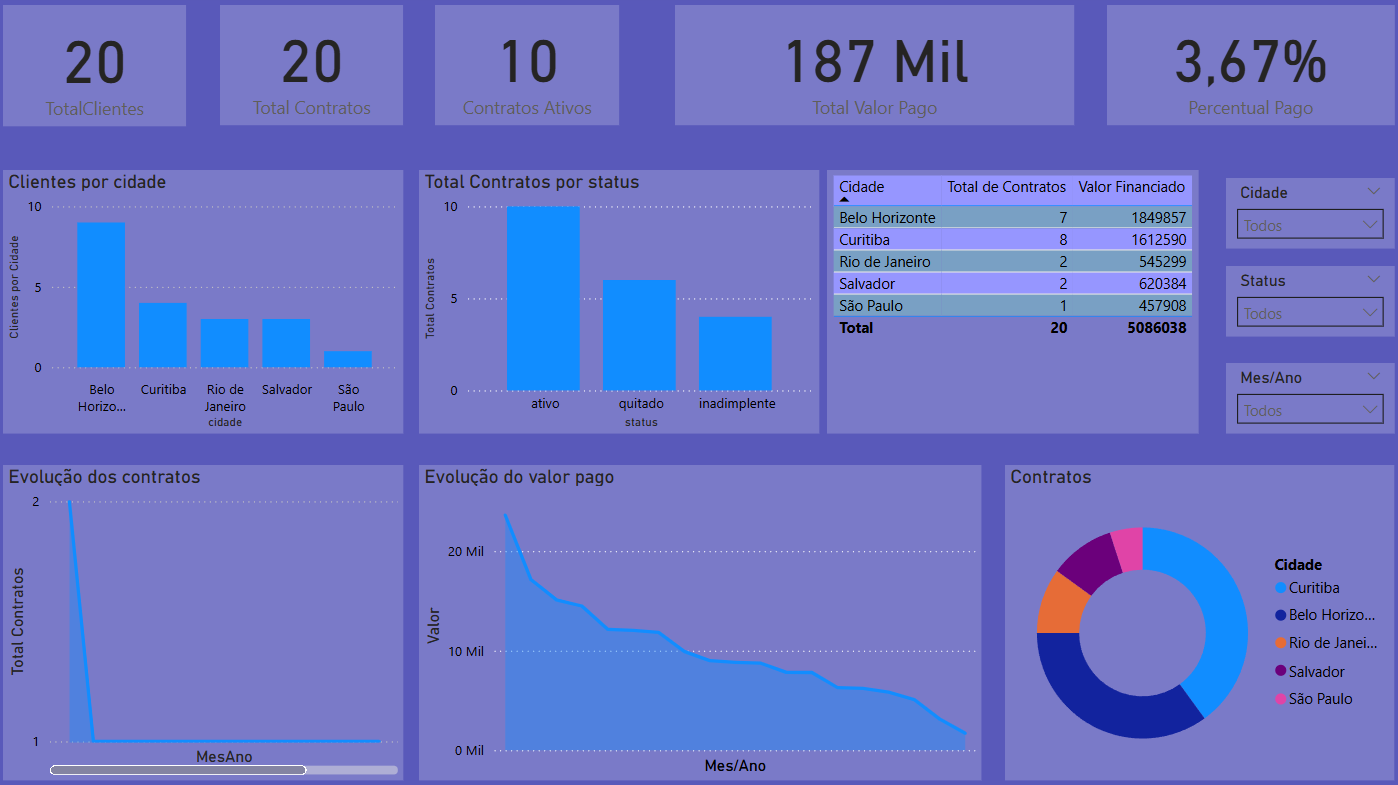 20
TotalClientes
20
Total Contratos
10
Contratos Ativos
187 Mil
Total Valor Pago
3,67%
Percentual Pago
Clientes por cidade
Clientes por Cidade
10
5
0
Belo Horizo...
Curitiba
Rio de Janeiro
Salvador
São Paulo
cidade
Total Contratos por status
Total Contratos
10
5
0
ativo
quitado
inadimplente
status
Cidade Total de Contratos Valor Financiado
Belo Horizonte 7 1849857
Curitiba 8 1612590
Rio de Janeiro 2 545299
Salvador 2 620384
São Paulo 1 457908
Total 20 5086038
Cidade
Todos
Status
Todos
Mes/Ano
Todos
Evolução dos contratos
Total Contratos
2
1
MesAno
Evolução do valor pago
Valor
20 Mil
10 Mil
0 Mil
Mes/Ano
Contratos
Cidade
Curitiba
Belo Horizo...
Rio de Janei...
Salvador
São Paulo